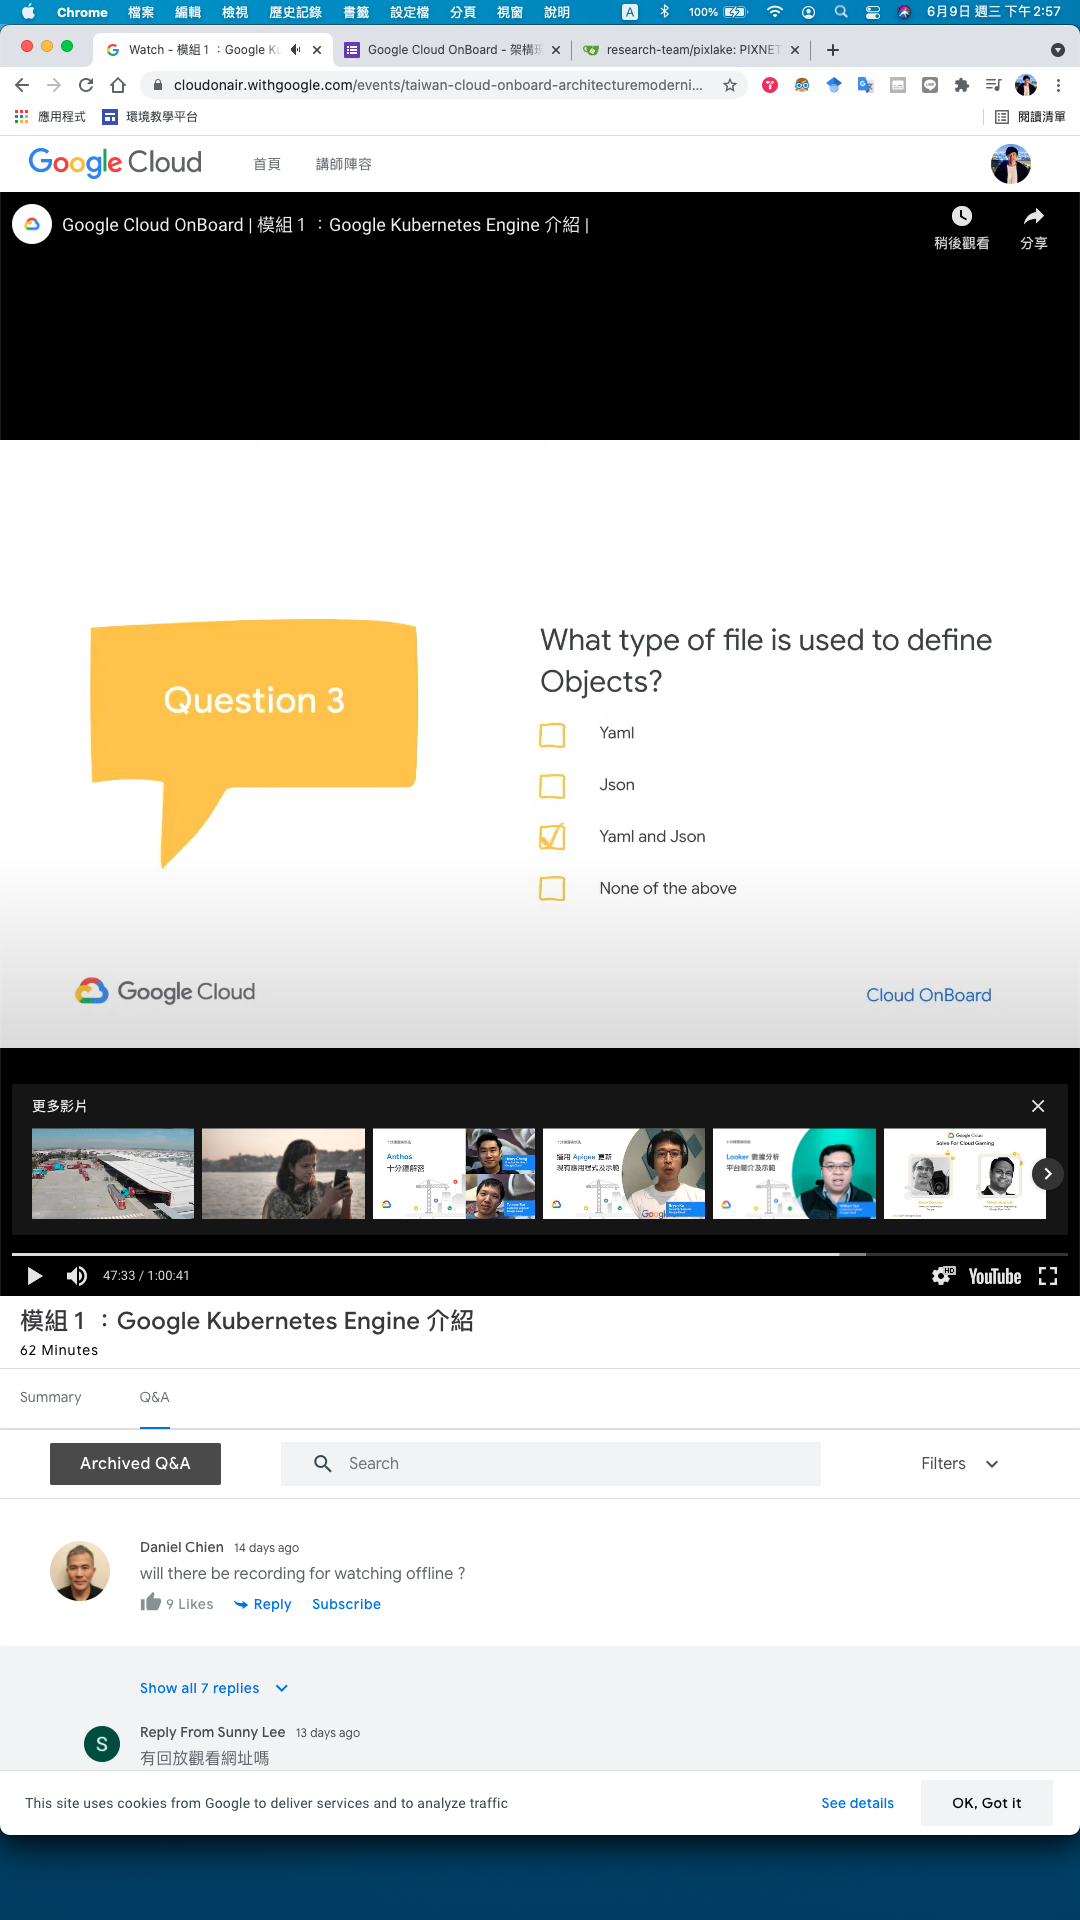 Chrome 檔案 編輯 檢視 歷史記錄 書籤 設定檔 分頁 視窗 說明 A 100% 6月9日 週三 下午 2:57
Watch - 模組 1 ：Google Ku
Google Cloud OnBoard - 架構現
research-team/pixlake: PIXNET
cloudonair.withgoogle.com/events/taiwan-cloud-onboard-architecturemoderni...
應用程式 環境教學平台 閱讀清單
Google Cloud 首頁 講師陣容
Google Cloud OnBoard | 模組 1 ：Google Kubernetes Engine 介紹 |
稍後觀看 分享
Question 3
What type of file is used to define
Objects?
Yaml
Json
Yaml and Json
None of the above
Google Cloud
Cloud OnBoard
更多影片
Anthos
十分鐘解密
運用 Apigee 更新
現有應用程式及示範
Google
Looker 數據分析
平台簡介及示範
Google Cloud
Solve For Cloud Gaming
47:33 / 1:00:41
HD
YouTube
模組 1 ：Google Kubernetes Engine 介紹
62 Minutes
Summary Q&A
Archived Q&A Search Filters
Daniel Chien 14 days ago
will there be recording for watching offline ?
9 Likes Reply Subscribe
Show all 7 replies
S
Reply From Sunny Lee 13 days ago
有回放觀看網址嗎
This site uses cookies from Google to deliver services and to analyze traffic See details OK, Got it